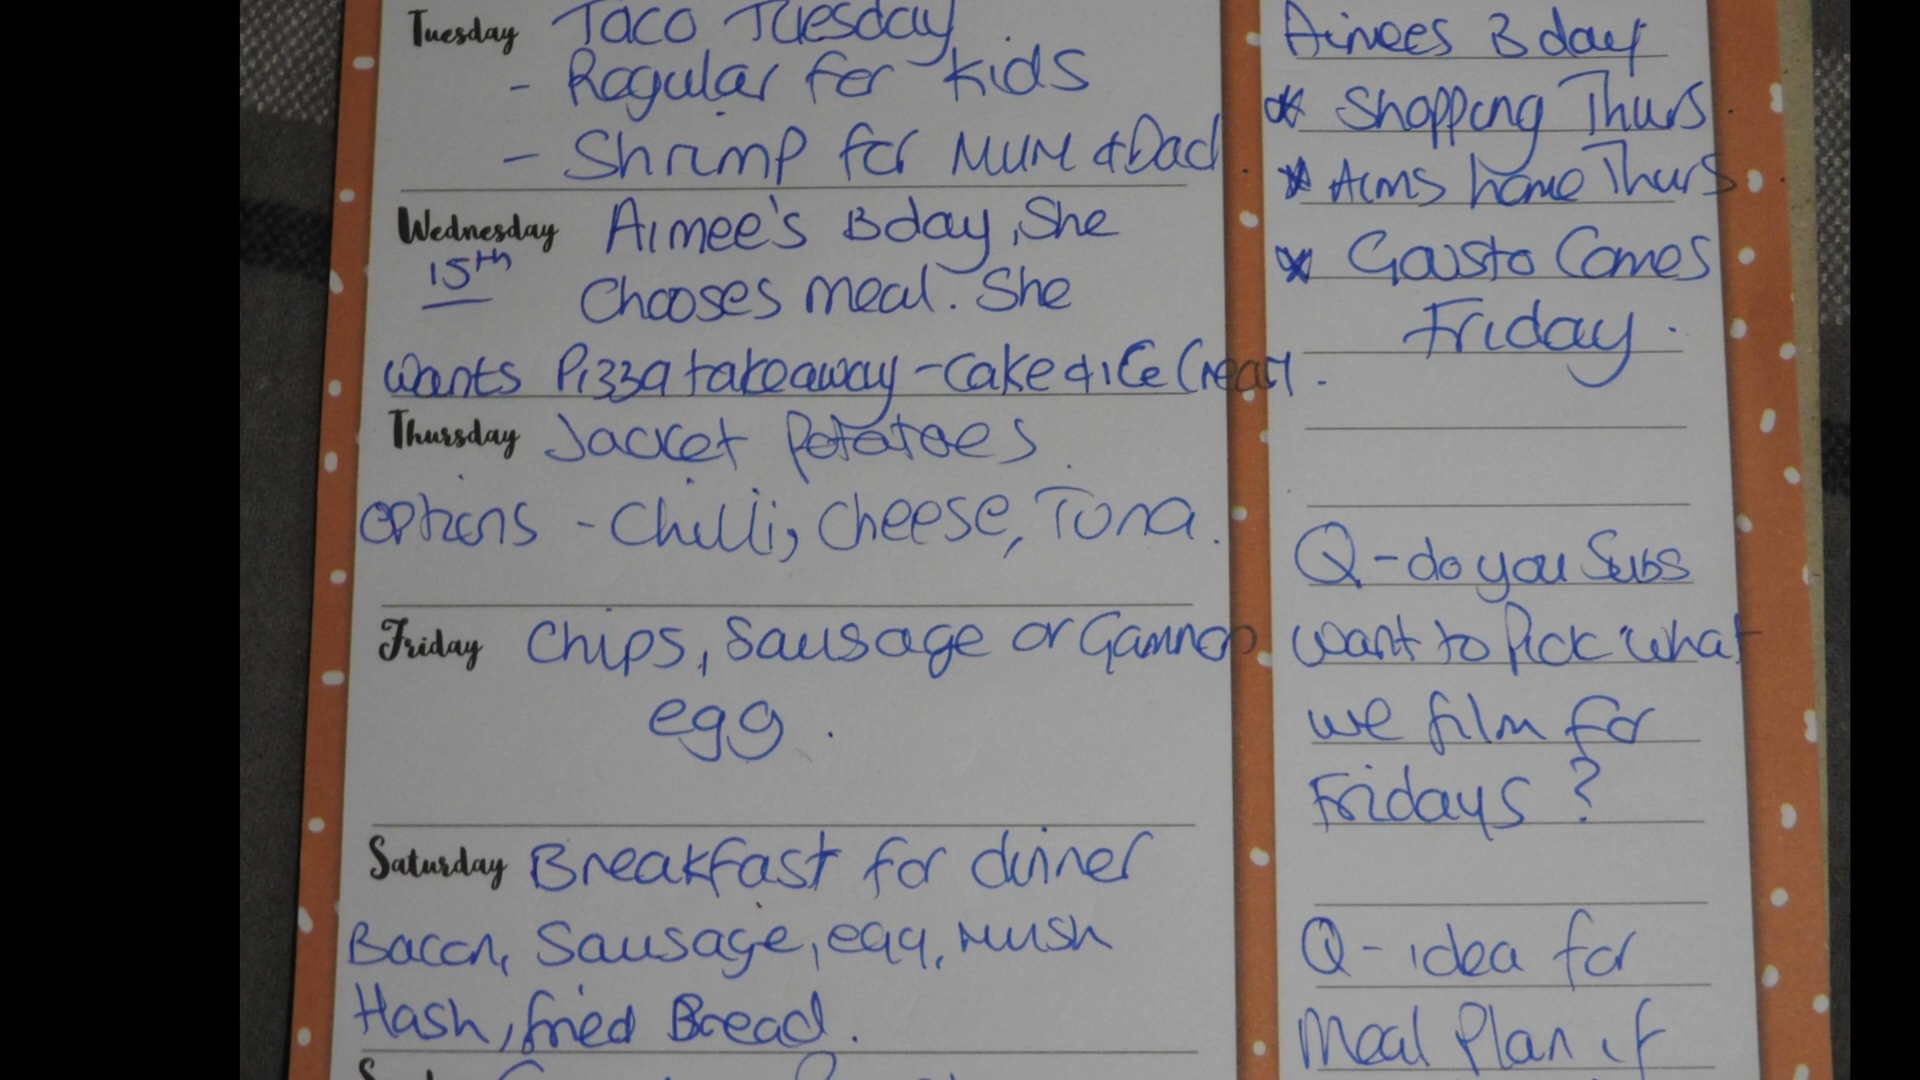 Tuesday Taco Tuesday
- Regular for kids
- Shrimp for Mum & Dad
Wednesday Aimee's Bday, She
15th chooses meal. She
wants Pizza takeaway - cake & ice cream.
Thursday Jacket Potatoes.
options - Chilli, Cheese, Tuna.
Friday Chips, Sausage or Gammon
egg.
Saturday Breakfast for dinner
Bacon, Sausage, egg, Mush
Hash, fried Bread.
Aimees Bday
* Shopping Thurs.
* Aims home Thurs
* Gousto Comes
Friday.
Q - do you Subs
want to Pick what
we film for
Fridays?
Q - idea for
Meal Plan if